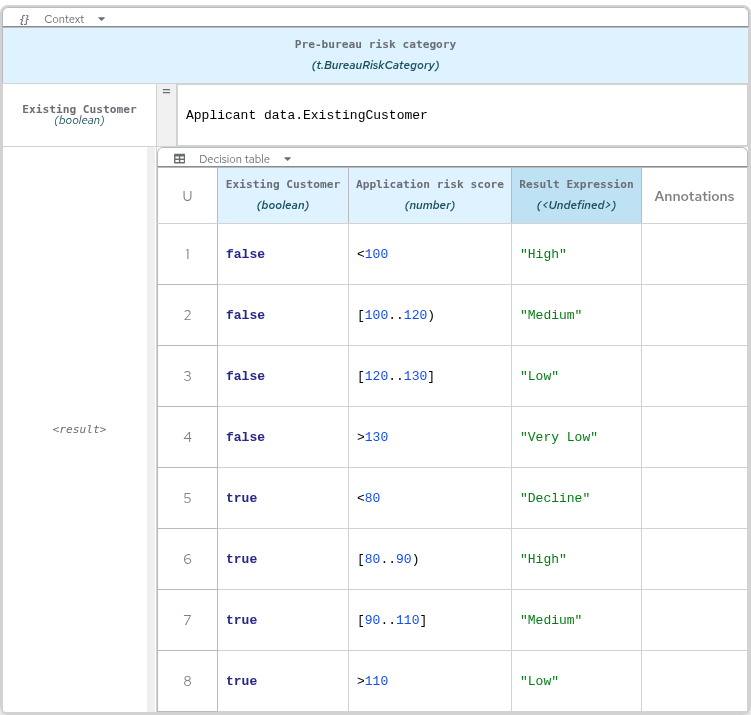 {} Context
Pre-bureau risk category
(t.BureauRiskCategory)
Existing Customer
(boolean)
=
Applicant data.ExistingCustomer
Decision table
U
Existing Customer
(boolean)
Application risk score
(number)
Result Expression
(<Undefined>)
Annotations
1 false <100 "High"
2 false [100..120) "Medium"
3 false [120..130] "Low"
4 false >130 "Very Low"
<result>
5 true <80 "Decline"
6 true [80..90) "High"
7 true [90..110] "Medium"
8 true >110 "Low"